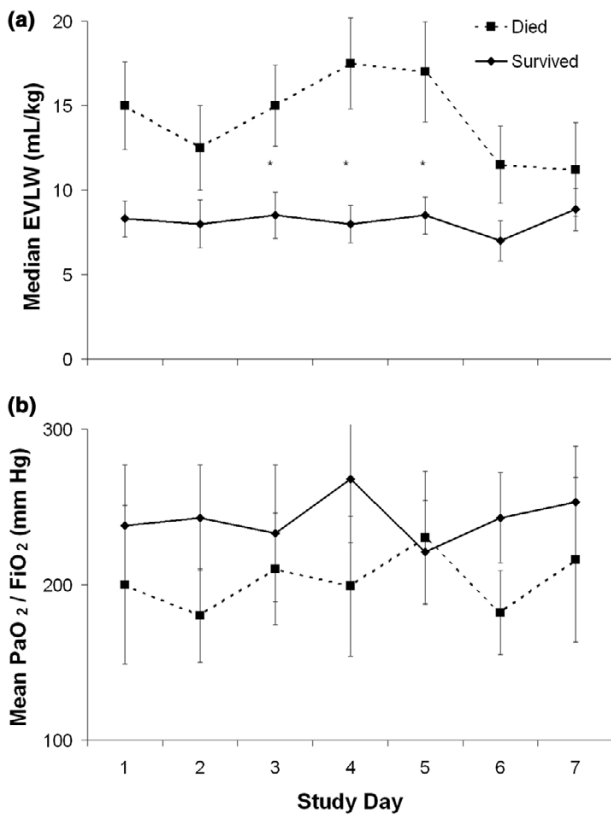 (a)
20
15
10
5
0
Median EVLW (mL/kg)
Died
Survived
* * *
(b)
300
200
100
Mean PaO2 / FiO2 (mm Hg)
1 2 3 4 5 6 7
Study Day